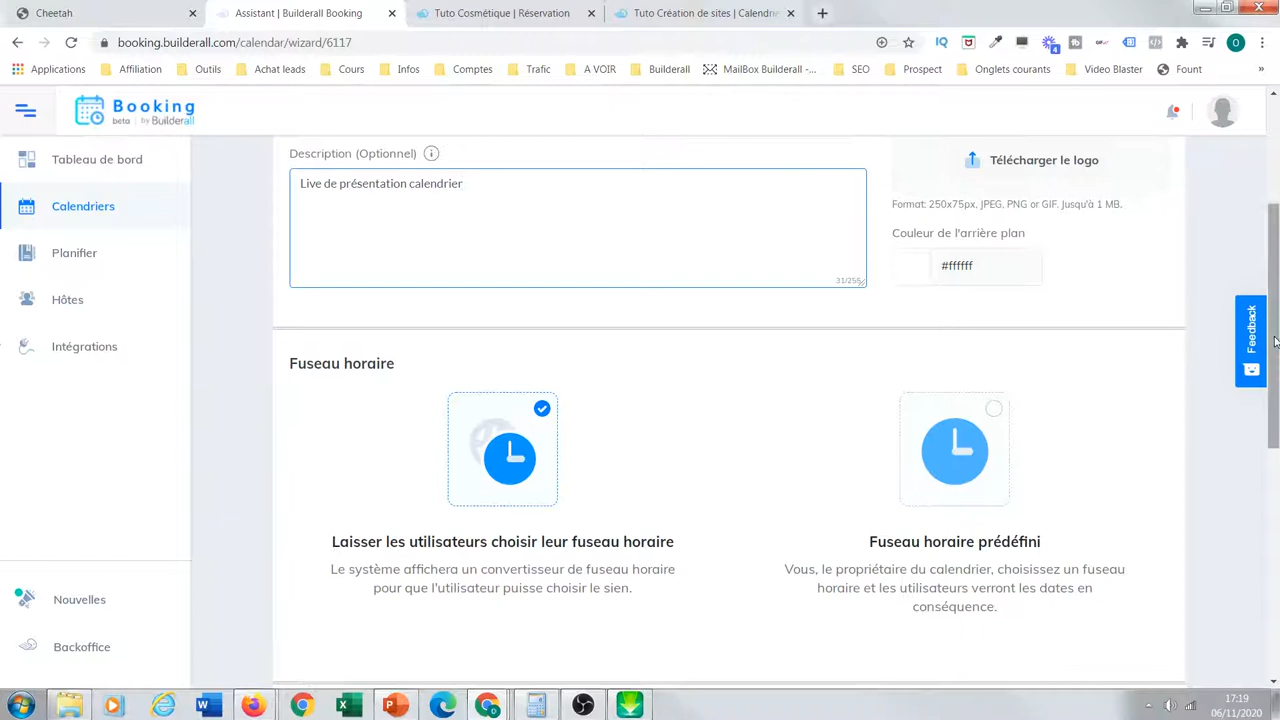 Cheetah
Assistant | Builderall Booking
Tuto Cosmétique | Rés
Tuto Création de sites | Calendri
booking.builderall.com/calendar/wizard/6117
Applications
Affiliation
Outils
Achat leads
Cours
Infos
Comptes
Trafic
A VOIR
Builderall
MailBox Builderall -...
SEO
Prospect
Onglets courants
Video Blaster
Fount
»
Booking
beta | by Builderall
Tableau de bord
Calendriers
Planifier
Hôtes
Intégrations
Nouvelles
Backoffice
Description (Optionnel)
Live de présentation calendrier
31/255
Télécharger le logo
Format: 250x75px, JPEG, PNG or GIF. Jusqu'à 1 MB.
Couleur de l'arrière plan
#ffffff
Feedback
Fuseau horaire
Laisser les utilisateurs choisir leur fuseau horaire
Le système affichera un convertisseur de fuseau horaire
pour que l'utilisateur puisse choisir le sien.
Fuseau horaire prédéfini
Vous, le propriétaire du calendrier, choisissez un fuseau
horaire et les utilisateurs verront les dates en
conséquence.
17:19
06/11/2020